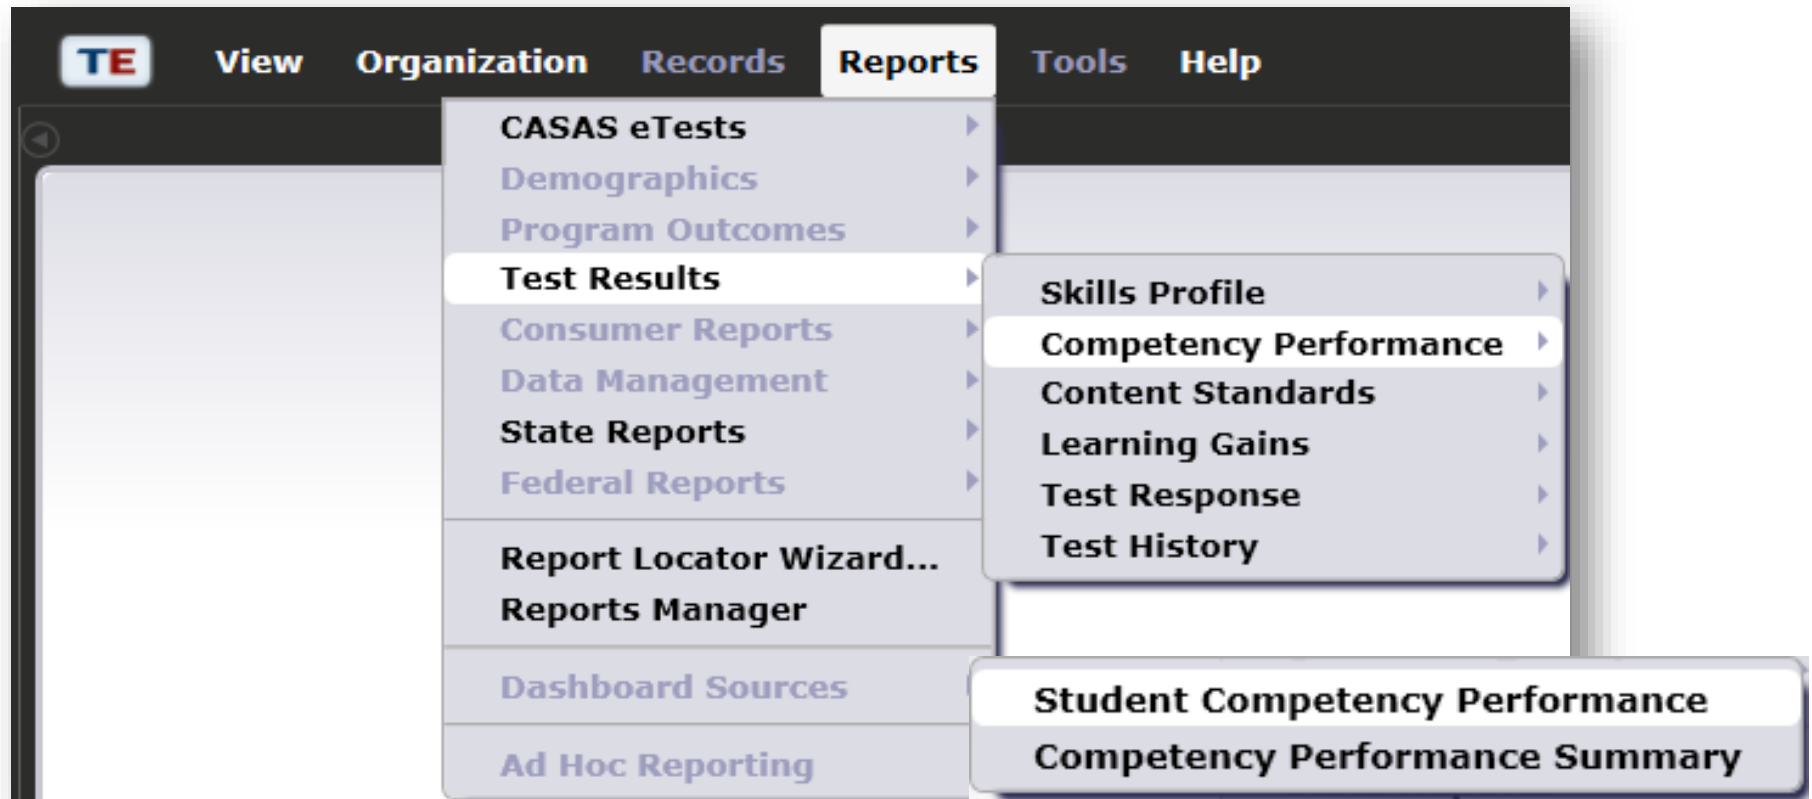 TE View Organization Records Reports Tools Help
CASAS eTests
Demographics
Program Outcomes
Test Results
Consumer Reports
Data Management
State Reports
Federal Reports
Report Locator Wizard...
Reports Manager
Dashboard Sources
Ad Hoc Reporting
Skills Profile
Competency Performance
Content Standards
Learning Gains
Test Response
Test History
Student Competency Performance
Competency Performance Summary